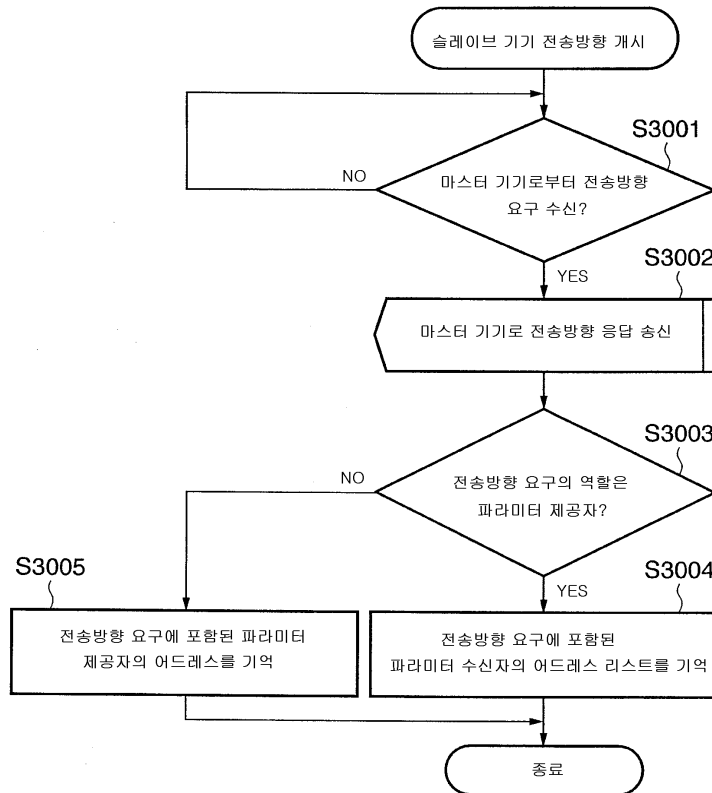 슬레이브 기기 전송방향 개시
S3001
NO
마스터 기기로부터 전송방향
요구 수신?
YES
S3002
마스터 기기로 전송방향 응답 송신
S3003
NO
전송방향 요구의 역할은
파라미터 제공자?
YES
S3005
S3004
전송방향 요구에 포함된 파라미터
제공자의 어드레스를 기억
전송방향 요구에 포함된
파라미터 수신자의 어드레스 리스트를 기억
종료